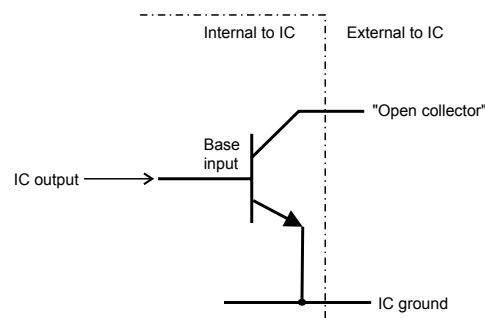 Internal to IC
External to IC
"Open collector"
Base
input
IC output
IC ground